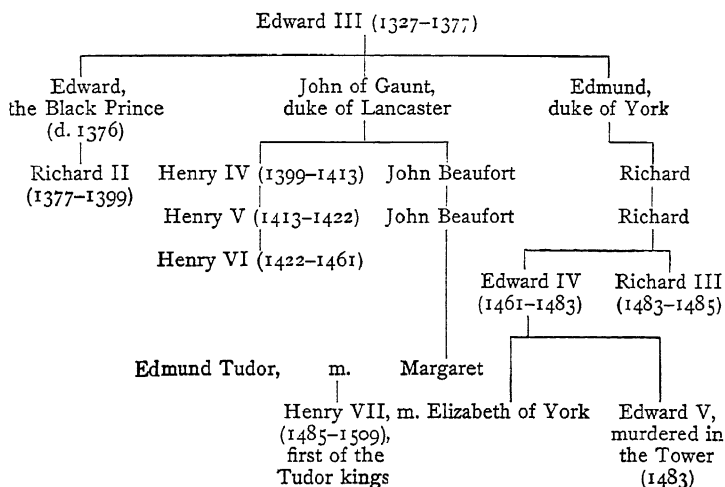 Edward III (1327–1377)
Edward,
the Black Prince
(d. 1376)
John of Gaunt,
duke of Lancaster
Edmund,
duke of York
Richard II
(1377–1399)
Henry IV (1399–1413)
John Beaufort
Richard
Henry V (1413–1422)
John Beaufort
Richard
Henry VI (1422–1461)
Edward IV
(1461–1483)
Richard III
(1483–1485)
Edmund Tudor, m. Margaret
Henry VII, m. Elizabeth of York
(1485–1509),
first of the
Tudor kings
Edward V,
murdered in
the Tower
(1483)